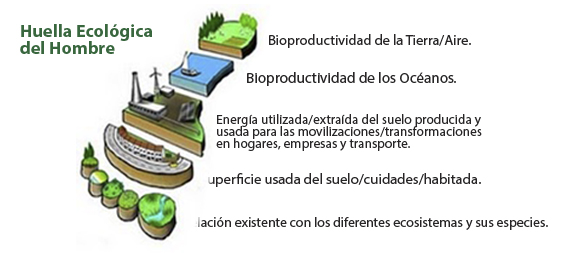 Huella Ecológica
del Hombre
Bioproductividad de la Tierra/Aire.
Bioproductividad de los Océanos.
Energía utilizada/extraída del suelo producida y
usada para las movilizaciones/transformaciones
en hogares, empresas y transporte.
uperficie usada del suelo/cuidades/habitada.
lación existente con los diferentes ecosistemas y sus especies.